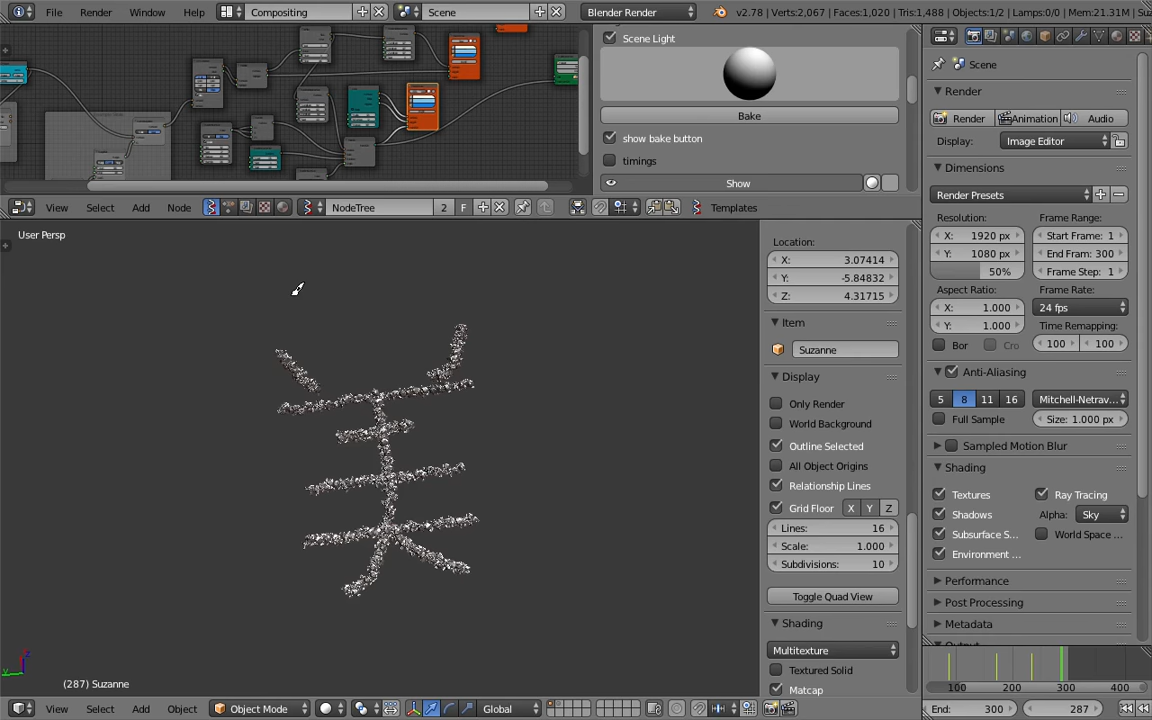 File Render Window Help Compositing Scene Blender Render v2.78 | Verts:2,067 | Faces:1,020 | Tris:1,488 | Objects:1/2 | Lamps:0/0 | Mem:21.31M | Su
Scene Light
Bake
show bake button
timings
Show
View Select Add Node NodeTree 2 F Templates
User Persp
美
(287) Suzanne
View Select Add Object Object Mode Global
Location:
X: 3.07414
Y: -5.84832
Z: 4.31715
Item
Suzanne
Display
Only Render
World Background
Outline Selected
All Object Origins
Relationship Lines
Grid Floor X Y Z
Lines: 16
Scale: 1.000
Subdivisions: 10
Toggle Quad View
Shading
Multitexture
Textured Solid
Matcap
Scene
Render
Render Animation Audio
Display: Image Editor
Dimensions
Render Presets
Resolution: Frame Range:
X: 1920 px Start Frame: 1
Y: 1080 px End Fram: 300
50% Frame Step: 1
Aspect Ratio: Frame Rate:
X: 1.000 24 fps
Y: 1.000 Time Remapping:
Bor Cro 100 100
Anti-Aliasing
5 8 11 16 Mitchell-Netrav...
Full Sample Size: 1.000 px
Sampled Motion Blur
Shading
Textures Ray Tracing
Shadows Alpha: Sky
Subsurface S... World Space ...
Environment ...
Performance
Post Processing
Metadata
Output
100 200 300 400
End: 300 287